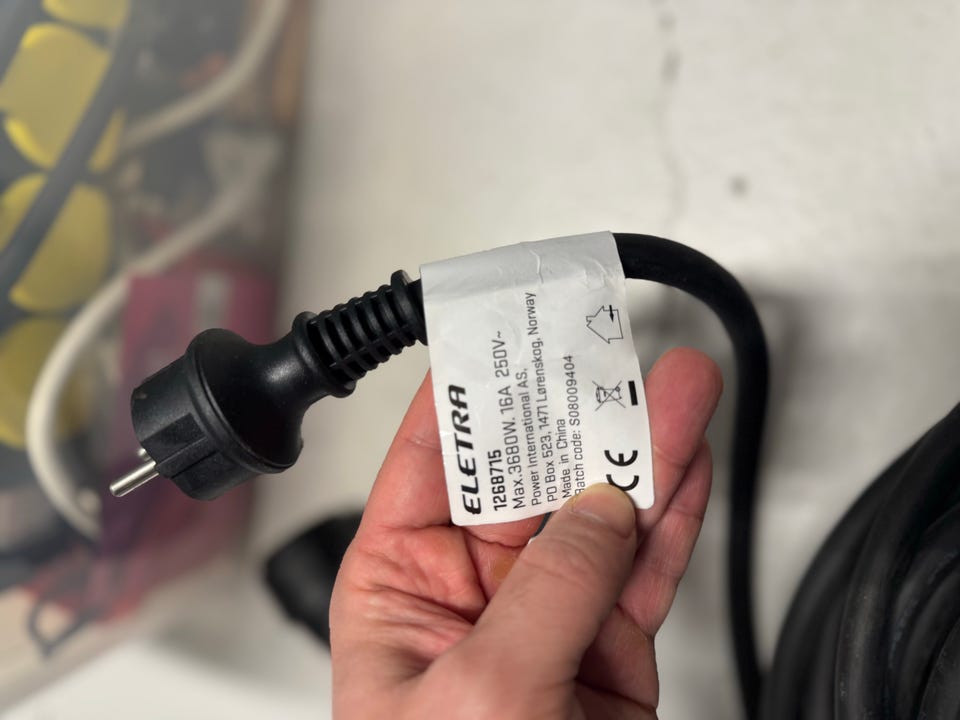 ELETRA
1268715
Max.3680W. 16A 250V~
Power International AS,
PO Box 523, 1471 Lørenskog, Norway
Made in China
Batch code: S08009404
CE